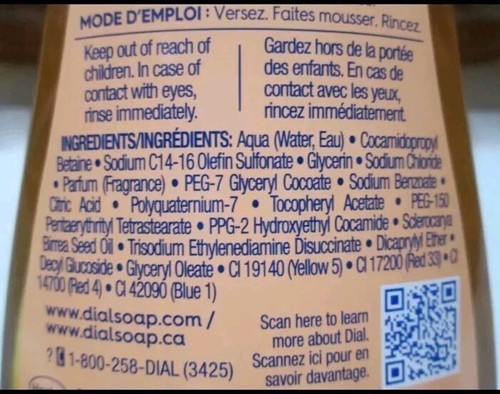 MODE D'EMPLOI : Versez. Faites mousser. Rincez.
Keep out of reach of
children. In case of
contact with eyes,
rinse immediately.
Gardez hors de la portée
des enfants. En cas de
contact avec les yeux,
rincez immédiatement.
INGREDIENTS/INGRÉDIENTS: Aqua (Water, Eau) • Cocamidopropyl
Betaine • Sodium C14-16 Olefin Sulfonate • Glycerin • Sodium Chloride
• Parfum (Fragrance) • PEG-7 Glyceryl Cocoate • Sodium Benzoate •
Citric Acid • Polyquaternium-7 • Tocopheryl Acetate • PEG-150
Pentaerythrityl Tetrastearate • PPG-2 Hydroxyethyl Cocamide • Sclerocarya
Birrea Seed Oil • Trisodium Ethylenediamine Disuccinate • Dicaprylyl Ether •
Decyl Glucoside • Glyceryl Oleate • CI 19140 (Yellow 5) • CI 17200 (Red 33) • CI
14700 (Red 4) • CI 42090 (Blue 1)
www.dialsoap.com /
www.dialsoap.ca
? 1-800-258-DIAL (3425)
Scan here to learn
more about Dial.
Scannez ici pour en
savoir davantage.